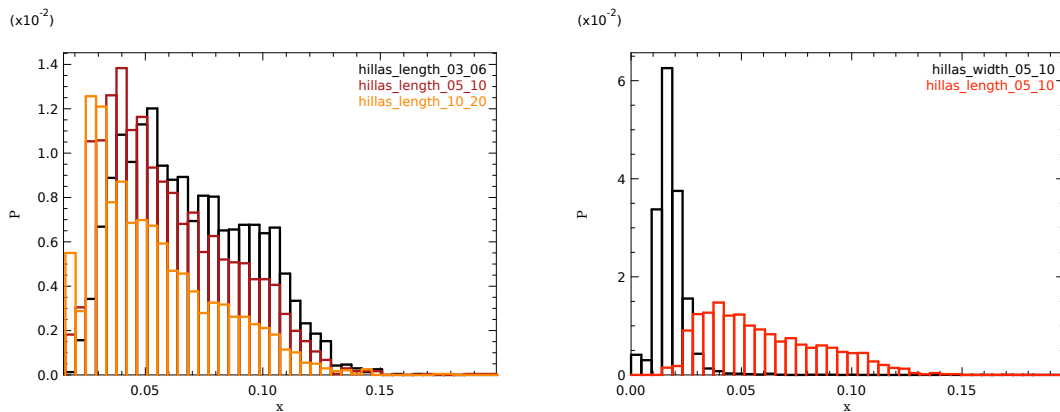 (x10⁻²)
1.4
1.2
1.0
0.8
0.6
0.4
0.2
0.0
P
hillas_length_03_06
hillas_length_05_10
hillas_length_10_20
0.05
0.10
0.15
x
(x10⁻²)
6
4
2
0
P
hillas_width_05_10
hillas_length_05_10
0.00
0.05
0.10
0.15
x